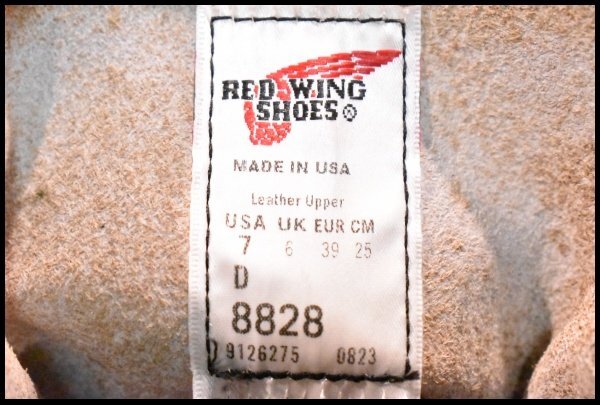 RED WING
SHOES®
MADE IN USA
Leather Upper
USA UK EUR CM
7 6 39 25
D
8828
9126275 0823